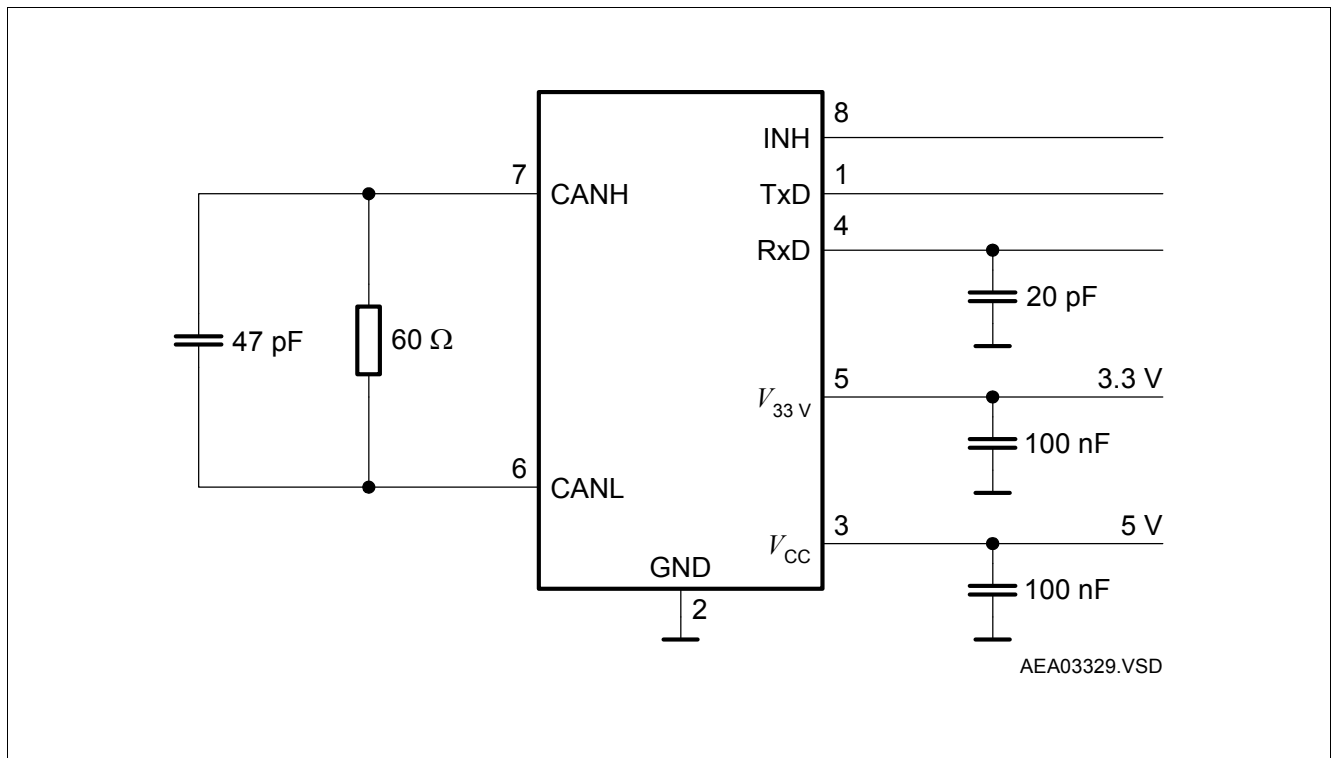 8
INH
7
1
CANH
TxD
4
RxD
20 pF
47 pF
60 Ω
5
3.3 V
V33 V
100 nF
6
CANL
3
5 V
VCC
GND
100 nF
2
AEA03329.VSD